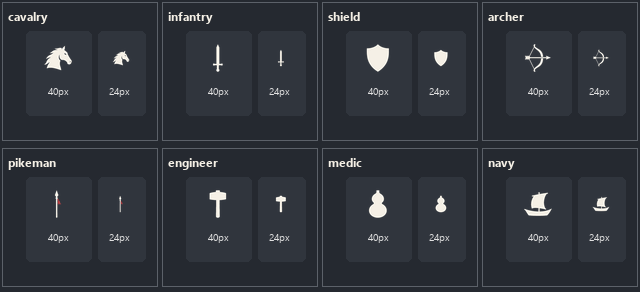 cavalry
40px 24px
infantry
40px 24px
shield
40px 24px
archer
40px 24px
pikeman
40px 24px
engineer
40px 24px
medic
40px 24px
navy
40px 24px